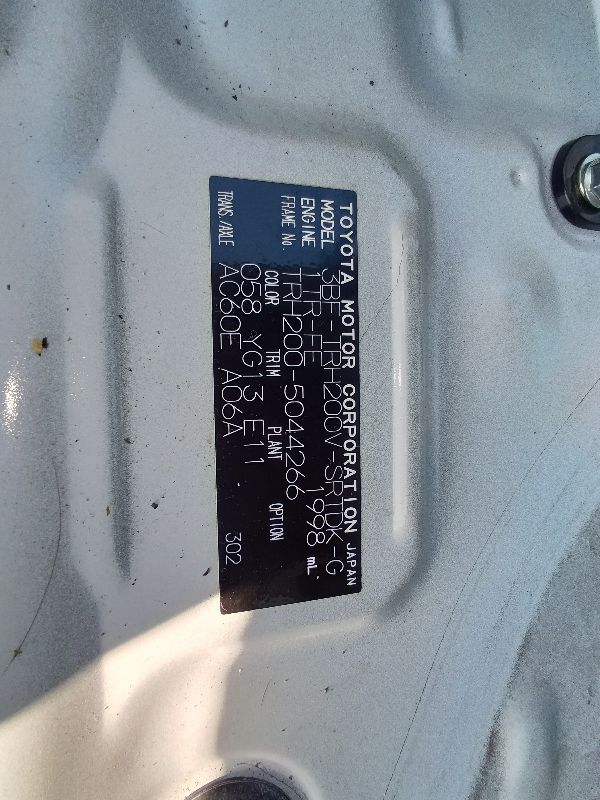 TOYOTA MOTOR CORPORATION JAPAN
MODEL 3BF-TRH200V-SRTDK-G
ENGINE 1TR-FE 1998 mL
FRAME No. TRH200-5044266
COLOR TRIM PLANT OPTION
058 YG13 E11
TRANS./AXLE AC60E A06A 302